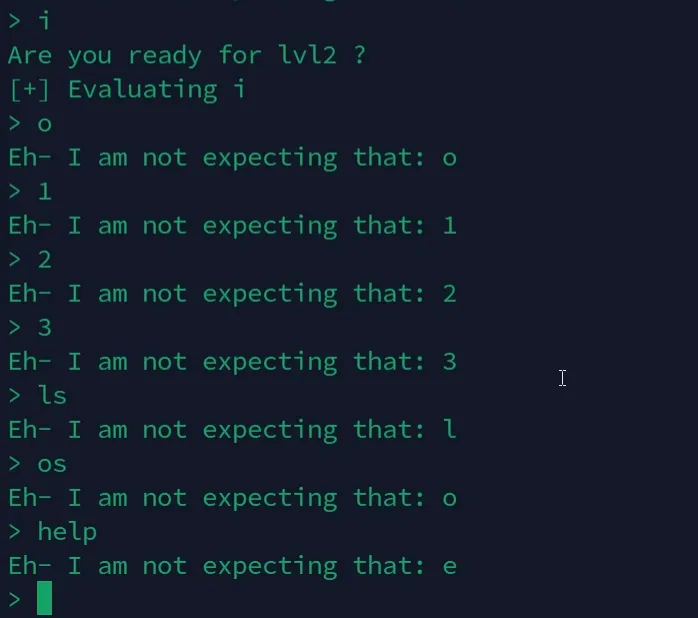 > i
Are you ready for lvl2 ?
[+] Evaluating i
> o
Eh- I am not expecting that: o
> 1
Eh- I am not expecting that: 1
> 2
Eh- I am not expecting that: 2
> 3
Eh- I am not expecting that: 3
> ls
Eh- I am not expecting that: l
> os
Eh- I am not expecting that: o
> help
Eh- I am not expecting that: e
>